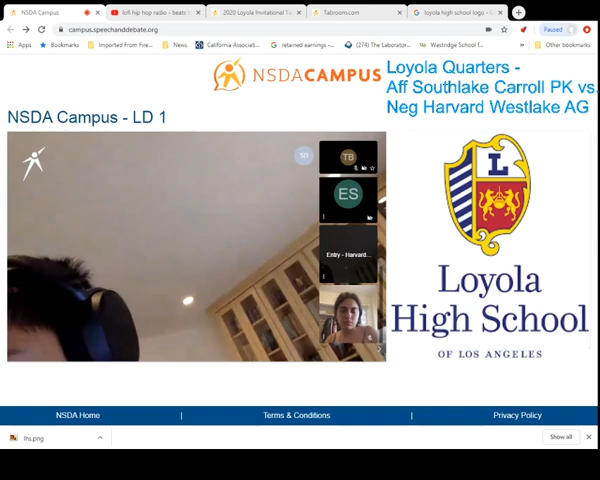 NSDA Campus
lofi hip hop radio - beats to
2020 Loyola Invitational T
Tabroom.com
loyola high school logo - G
campus.speechanddebate.org
Paused
Apps
Bookmarks
Imported From Fire
News
California Associati
retained earnings -
(274) The Laborator
Westridge School f
Other bookmarks
NSDACAMPUS
Loyola Quarters -
Aff Southlake Carroll PK vs.
Neg Harvard Westlake AG
NSDA Campus - LD 1
TB
ES
Entry - Harvard...
L
Loyola
High School
OF LOS ANGELES
NSDA Home | Terms & Conditions | Privacy Policy
lhs.png
Show all